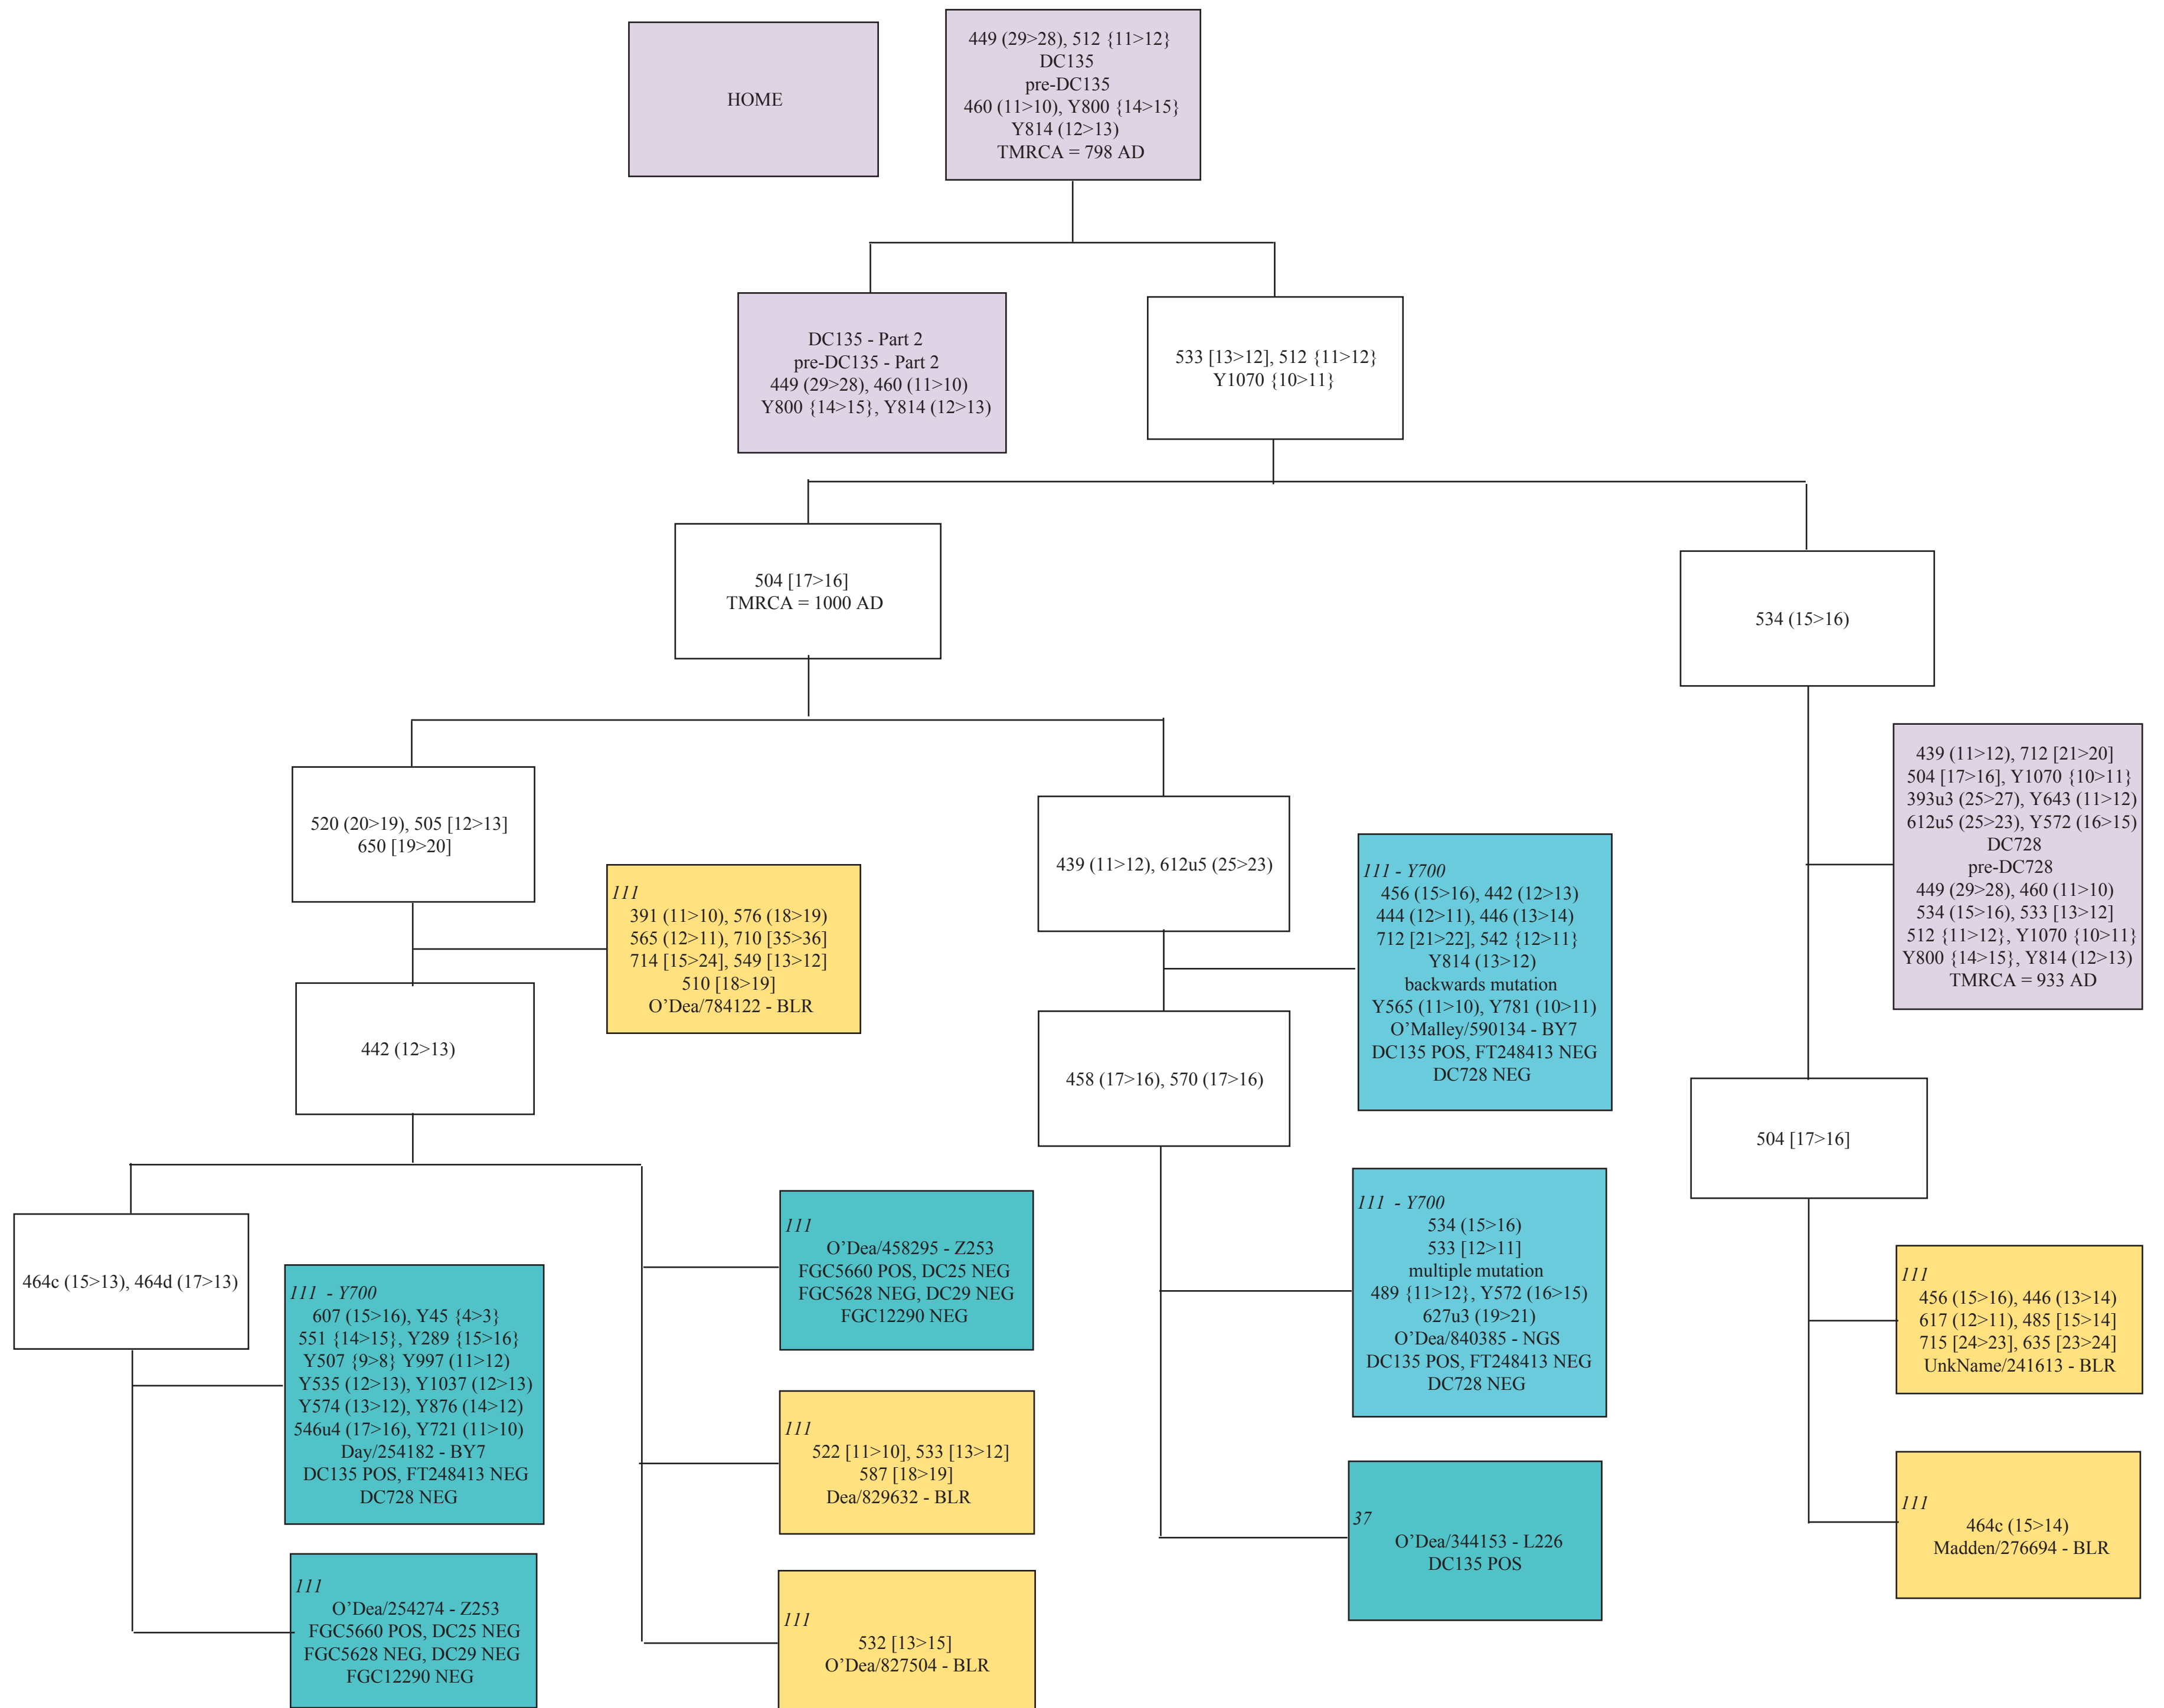 HOME
449 (29>28), 512 {11>12}
DC135
pre-DC135
460 (11>10), Y800 {14>15}
Y814 (12>13)
TMRCA = 798 AD
DC135 - Part 2
pre-DC135 - Part 2
449 (29>28), 460 (11>10)
Y800 {14>15}, Y814 (12>13)
533 [13>12], 512 {11>12}
Y1070 {10>11}
504 [17>16]
TMRCA = 1000 AD
534 (15>16)
520 (20>19), 505 [12>13]
650 [19>20]
111
391 (11>10), 576 (18>19)
565 (12>11), 710 [35>36]
714 [15>24], 549 [13>12]
510 [18>19]
O'Dea/784122 - BLR
442 (12>13)
439 (11>12), 612u5 (25>23)
111 - Y700
456 (15>16), 442 (12>13)
444 (12>11), 446 (13>14)
712 [21>22], 542 {12>11}
Y814 (13>12)
backwards mutation
Y565 (11>10), Y781 (10>11)
O'Malley/590134 - BY7
DC135 POS, FT248413 NEG
DC728 NEG
458 (17>16), 570 (17>16)
439 (11>12), 712 [21>20]
504 [17>16], Y1070 {10>11}
393u3 (25>27), Y643 (11>12)
612u5 (25>23), Y572 (16>15)
DC728
pre-DC728
449 (29>28), 460 (11>10)
534 (15>16), 533 [13>12]
512 {11>12}, Y1070 {10>11}
Y800 {14>15}, Y814 (12>13)
TMRCA = 933 AD
504 [17>16]
464c (15>13), 464d (17>13)
111 - Y700
607 (15>16), Y45 {4>3}
551 {14>15}, Y289 {15>16}
Y507 {9>8} Y997 (11>12)
Y535 (12>13), Y1037 (12>13)
Y574 (13>12), Y876 (14>12)
546u4 (17>16), Y721 (11>10)
Day/254182 - BY7
DC135 POS, FT248413 NEG
DC728 NEG
111
O'Dea/254274 - Z253
FGC5660 POS, DC25 NEG
FGC5628 NEG, DC29 NEG
FGC12290 NEG
111
O'Dea/458295 - Z253
FGC5660 POS, DC25 NEG
FGC5628 NEG, DC29 NEG
FGC12290 NEG
111
522 [11>10], 533 [13>12]
587 [18>19]
Dea/829632 - BLR
111
532 [13>15]
O'Dea/827504 - BLR
111 - Y700
534 (15>16)
533 [12>11]
multiple mutation
489 {11>12}, Y572 (16>15)
627u3 (19>21)
O'Dea/840385 - NGS
DC135 POS, FT248413 NEG
DC728 NEG
37
O'Dea/344153 - L226
DC135 POS
111
456 (15>16), 446 (13>14)
617 (12>11), 485 [15>14]
715 [24>23], 635 [23>24]
UnkName/241613 - BLR
111
464c (15>14)
Madden/276694 - BLR